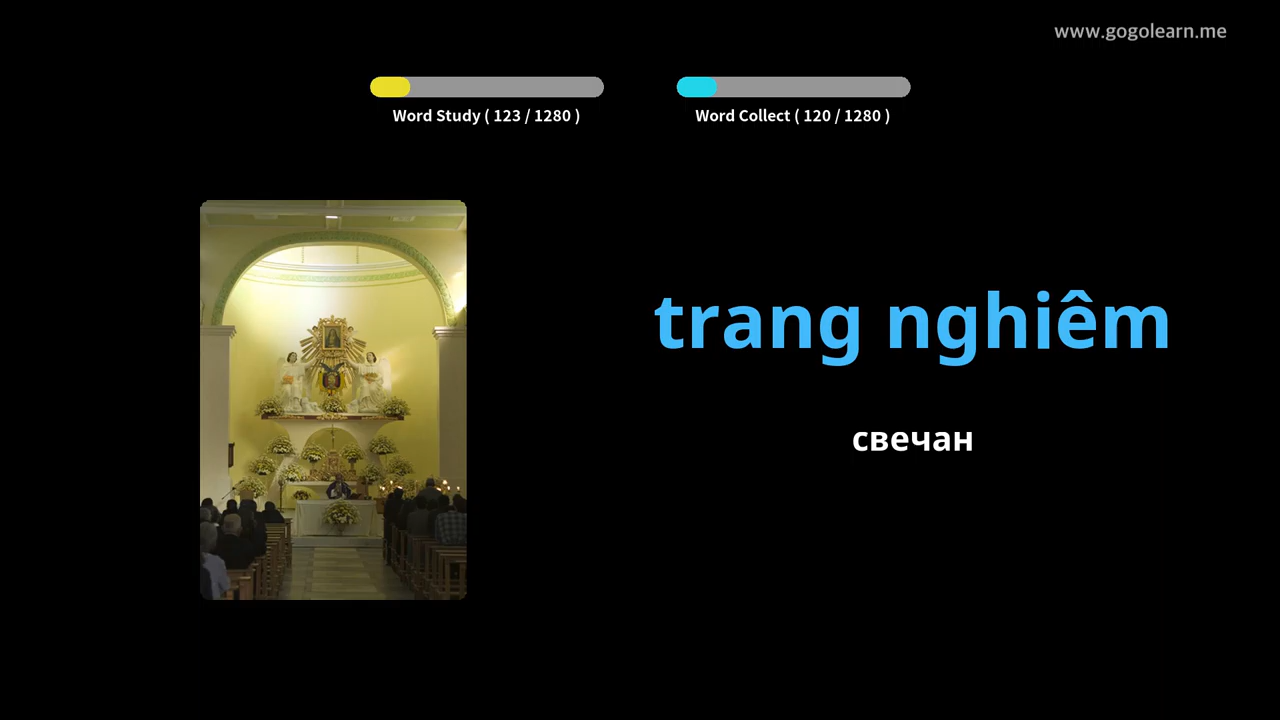 www.gogolearn.me
Word Study ( 123 / 1280 )
Word Collect ( 120 / 1280 )
trang nghiêm
свечан